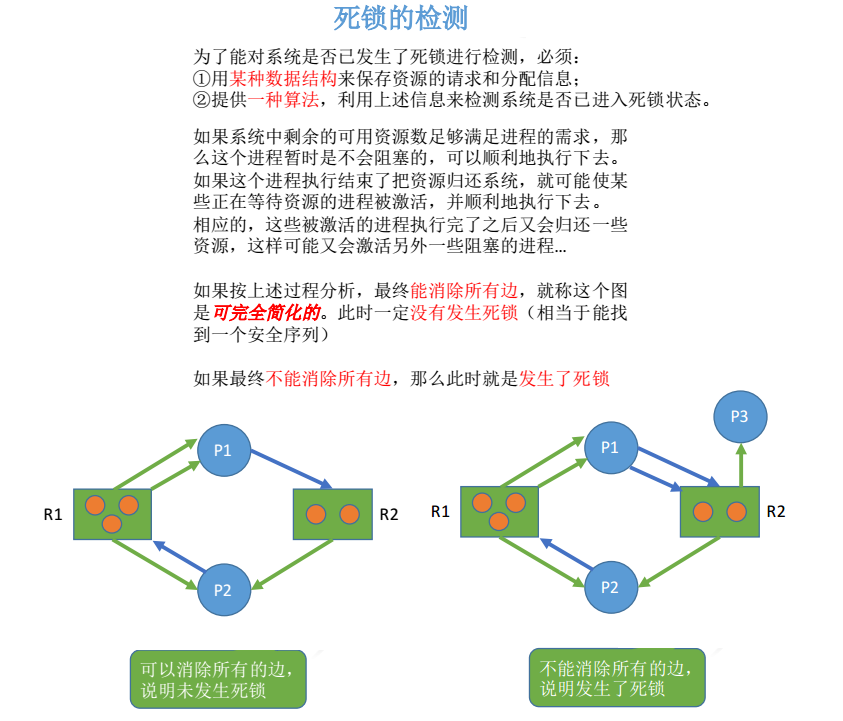 死锁的检测
为了能对系统是否已发生了死锁进行检测，必须：
①用某种数据结构来保存资源的请求和分配信息；
②提供一种算法，利用上述信息来检测系统是否已进入死锁状态。
如果系统中剩余的可用资源数足够满足进程的需求，那
么这个进程暂时是不会阻塞的，可以顺利地执行下去。
如果这个进程执行结束了把资源归还系统，就可能使某
些正在等待资源的进程被激活，并顺利地执行下去。
相应的，这些被激活的进程执行完了之后又会归还一些
资源，这样可能又会激活另外一些阻塞的进程…
如果按上述过程分析，最终能消除所有边，就称这个图
是可完全简化的。此时一定没有发生死锁（相当于能找
到一个安全序列）
如果最终不能消除所有边，那么此时就是发生了死锁
P1
R1
R2
P2
可以消除所有的边，
说明未发生死锁
P3
P1
R1
R2
P2
不能消除所有的边，
说明发生了死锁